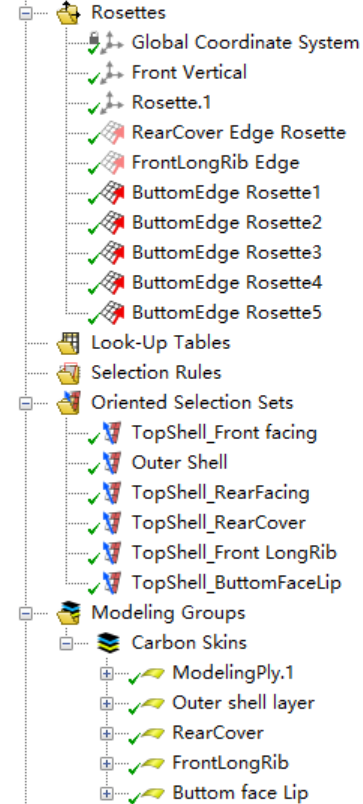 Rosettes
Global Coordinate System
Front Vertical
Rosette.1
RearCover Edge Rosette
FrontLongRib Edge
ButtomEdge Rosette1
ButtomEdge Rosette2
ButtomEdge Rosette3
ButtomEdge Rosette4
ButtomEdge Rosette5
Look-Up Tables
Selection Rules
Oriented Selection Sets
TopShell_Front facing
Outer Shell
TopShell_RearFacing
TopShell_RearCover
TopShell_Front LongRib
TopShell_ButtomFaceLip
Modeling Groups
Carbon Skins
ModelingPly.1
Outer shell layer
RearCover
FrontLongRib
Buttom face Lip